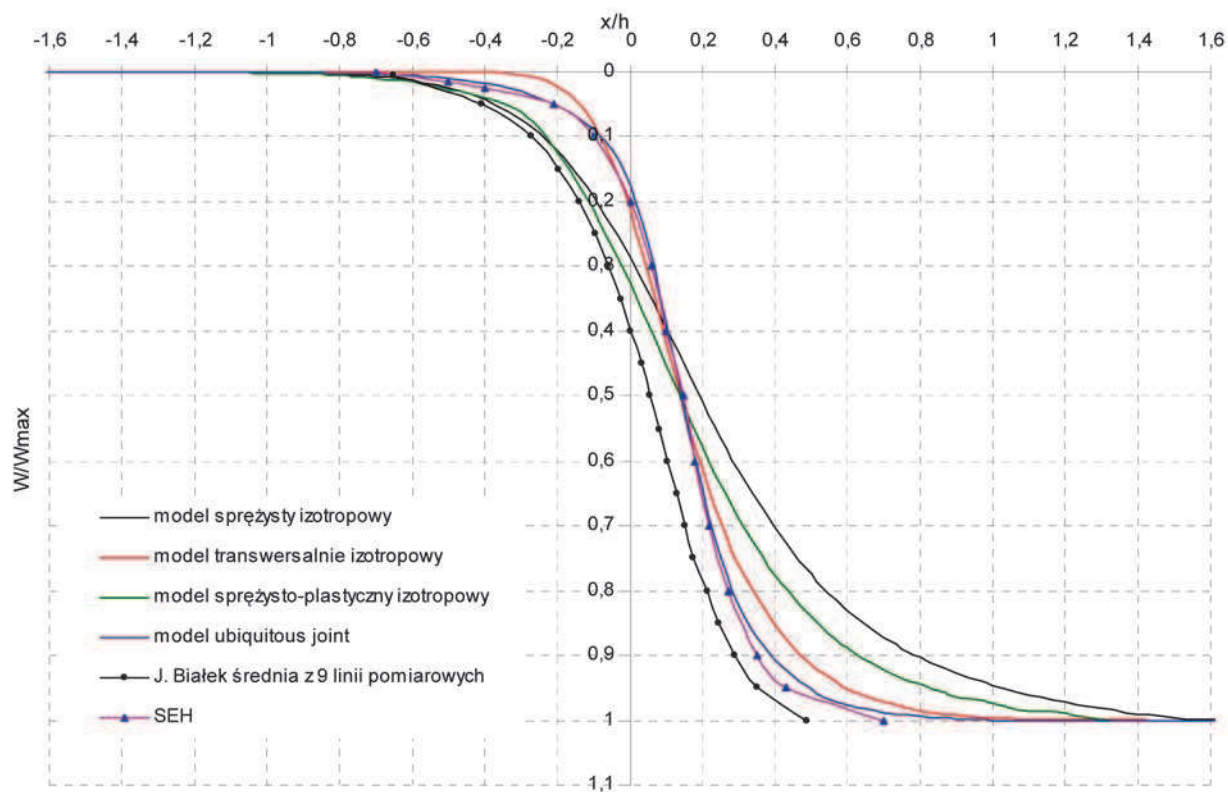 x/h
-1,6 -1,4 -1,2 -1 -0,8 -0,6 -0,4 -0,2 0 0,2 0,4 0,6 0,8 1 1,2 1,4 1,6
0
0,1
0,2
0,3
0,4
0,5
0,6
0,7
0,8
0,9
1
1,1
W/Wmax
model sprężysty izotropowy
model transwersalnie izotropowy
model sprężysto-plastyczny izotropowy
model ubiquitous joint
J. Białek średnia z 9 linii pomiarowych
SEH